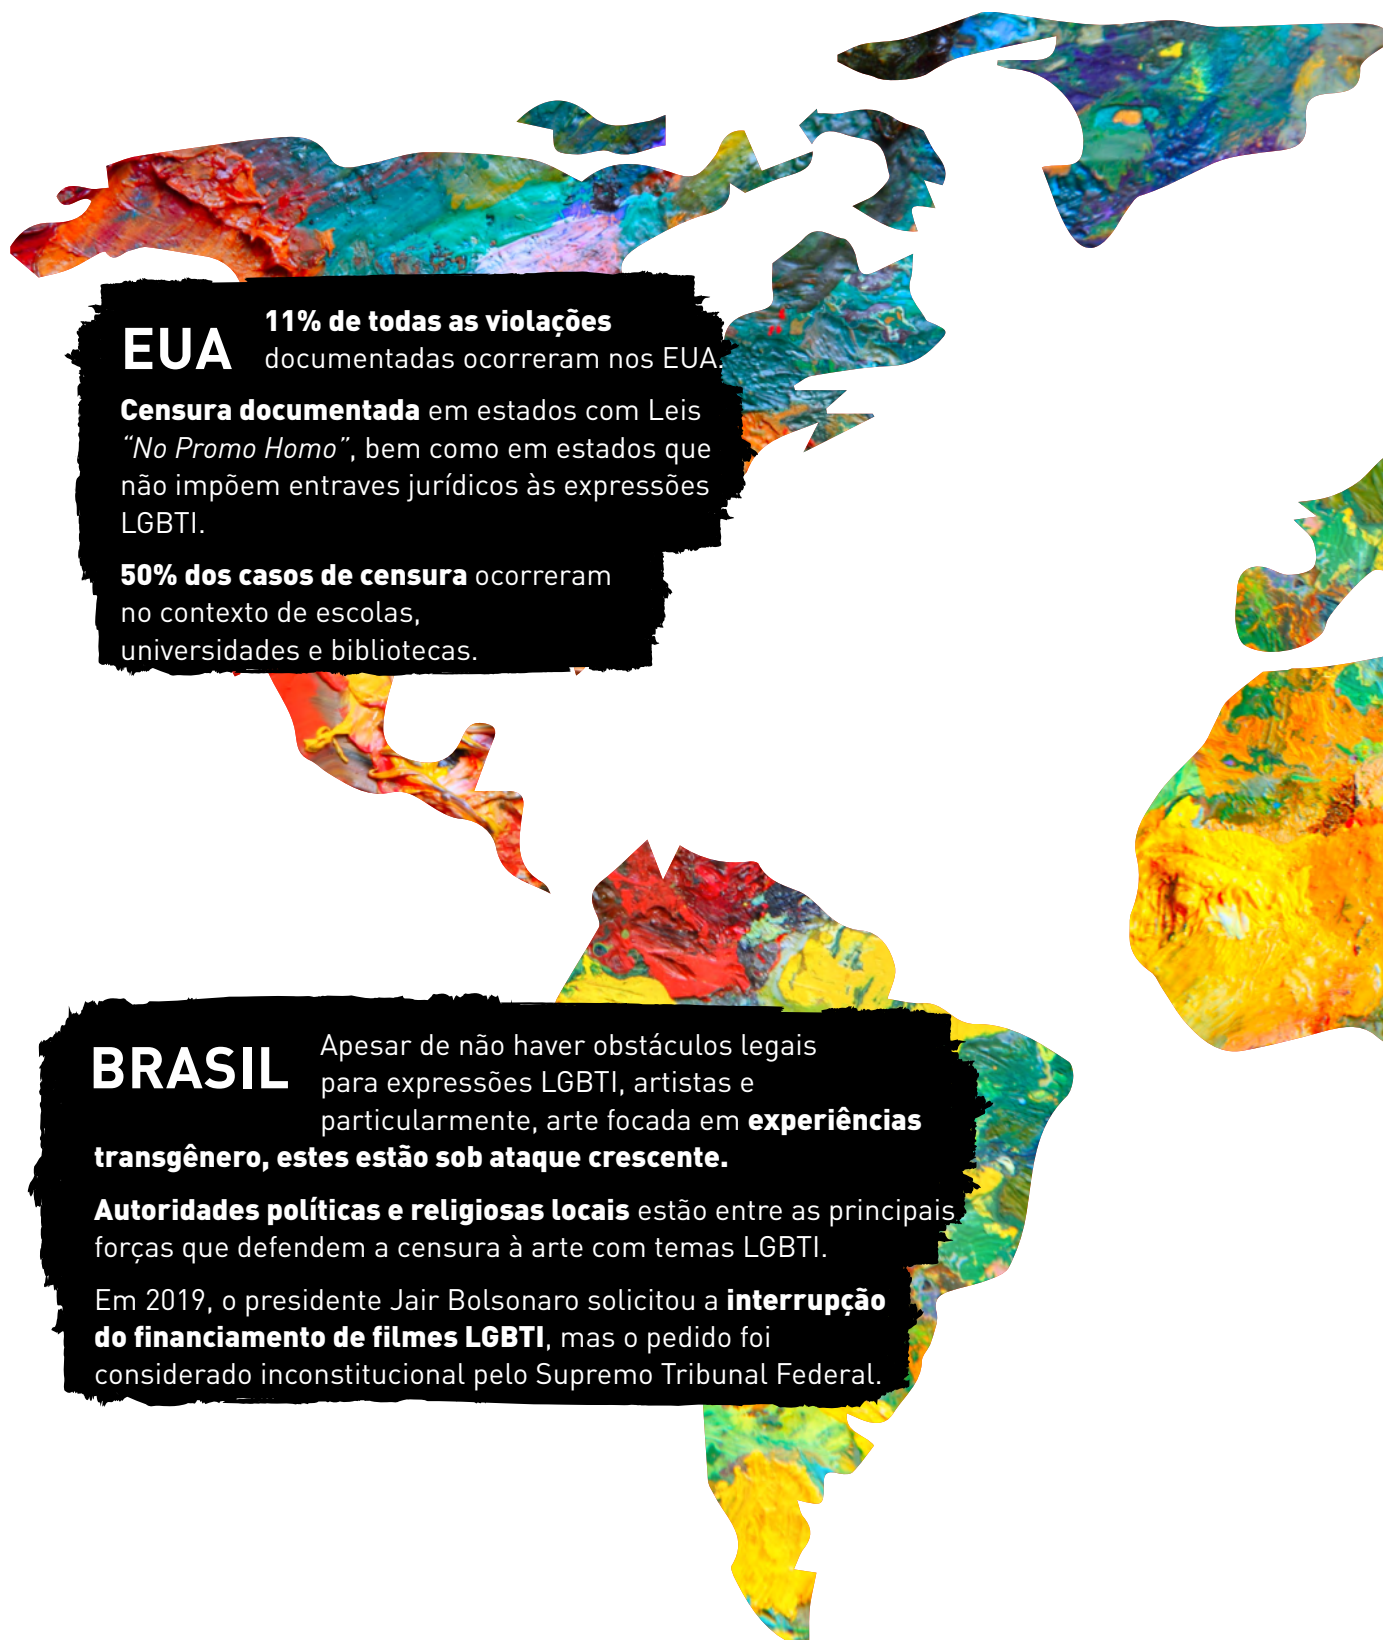 EUA
11% de todas as violações
documentadas ocorreram nos EUA.
Censura documentada em estados com Leis
“No Promo Homo”, bem como em estados que
não impõem entraves jurídicos às expressões
LGBTI.
50% dos casos de censura ocorreram
no contexto de escolas,
universidades e bibliotecas.
BRASIL
Apesar de não haver obstáculos legais
para expressões LGBTI, artistas e
particularmente, arte focada em experiências
transgênero, estes estão sob ataque crescente.
Autoridades políticas e religiosas locais estão entre as principais
forças que defendem a censura à arte com temas LGBTI.
Em 2019, o presidente Jair Bolsonaro solicitou a interrupção
do financiamento de filmes LGBTI, mas o pedido foi
considerado inconstitucional pelo Supremo Tribunal Federal.